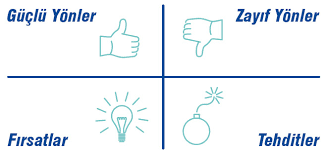 Güçlü Yönler
Zayıf Yönler
Fırsatlar
Tehditler